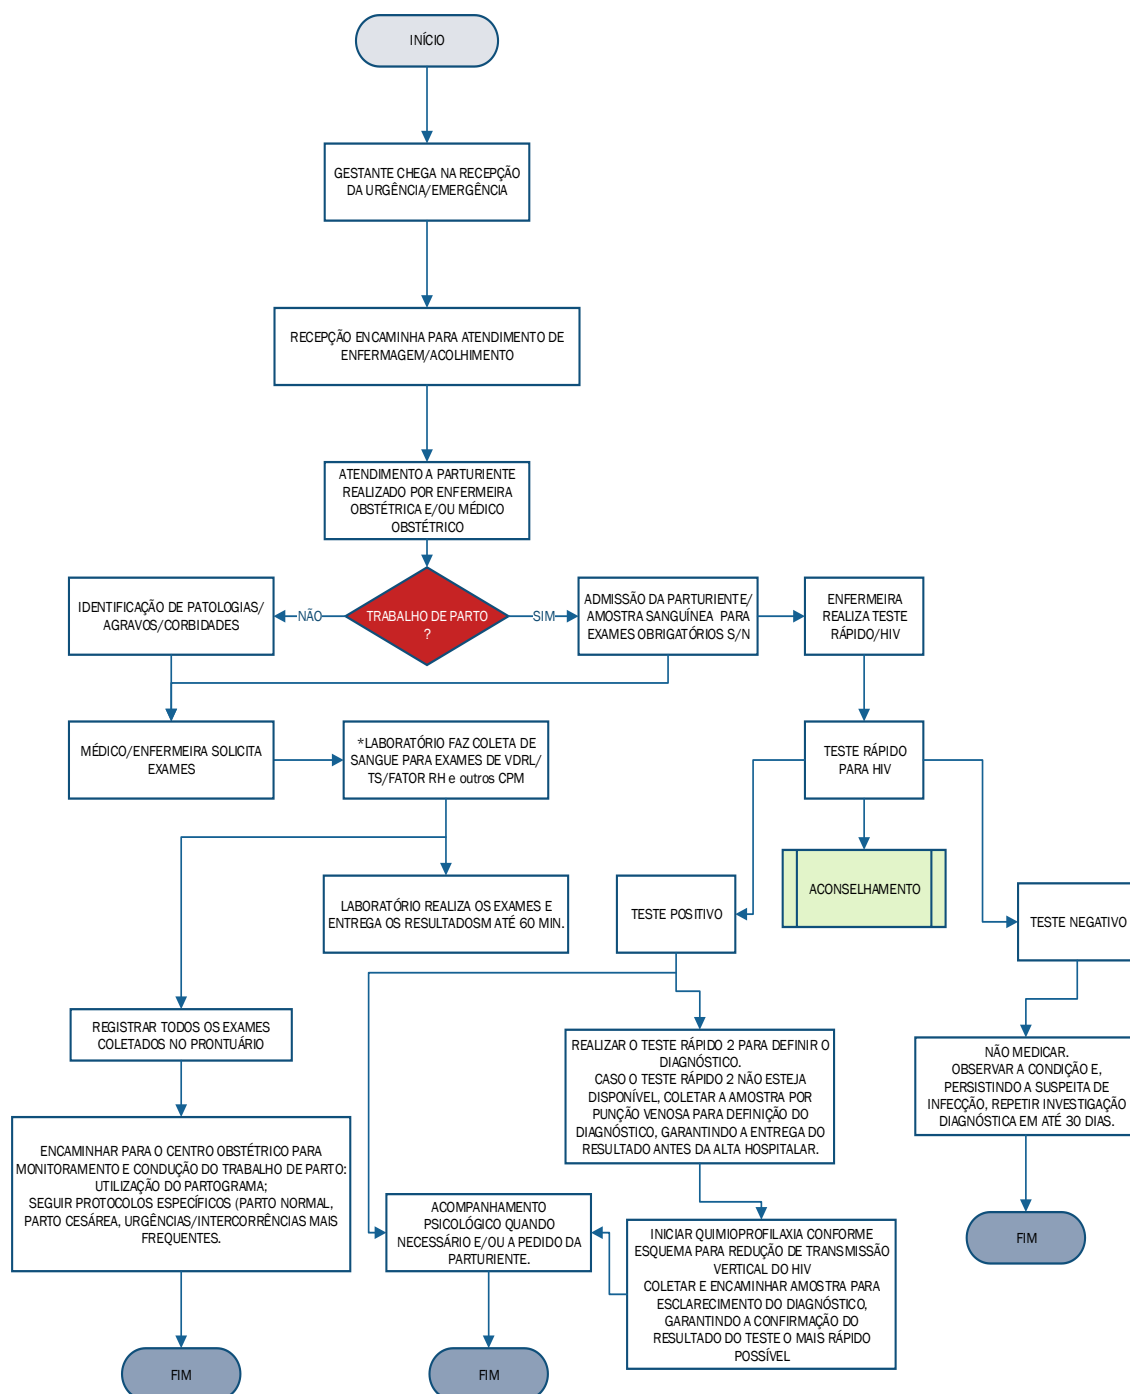 INÍCIO
GESTANTE CHEGA NA RECEPÇÃO
DA URGÊNCIA/EMERGÊNCIA
RECEPÇÃO ENCAMINHA PARA ATENDIMENTO DE
ENFERMAGEM/ACOLHIMENTO
ATENDIMENTO A PARTURIENTE
REALIZADO POR ENFERMEIRA
OBSTÉTRICA E/OU MÉDICO
OBSTÉTRICO
IDENTIFICAÇÃO DE PATOLOGIAS/
AGRAVOS/CORBIDADES
NÃO
TRABALHO DE PARTO
?
SIM
ADMISSÃO DA PARTURIENTE/
AMOSTRA SANGUÍNEA PARA
EXAMES OBRIGATÓRIOS S/N
ENFERMEIRA
REALIZA TESTE
RÁPIDO/HIV
MÉDICO/ENFERMEIRA SOLICITA
EXAMES
*LABORATÓRIO FAZ COLETA DE
SANGUE PARA EXAMES DE VDRL/
TS/FATOR RH e outros CPM
TESTE RÁPIDO
PARA HIV
ACONSELHAMENTO
LABORATÓRIO REALIZA OS EXAMES E
ENTREGA OS RESULTADOSM ATÉ 60 MIN.
TESTE POSITIVO
TESTE NEGATIVO
REGISTRAR TODOS OS EXAMES
COLETADOS NO PRONTUÁRIO
REALIZAR O TESTE RÁPIDO 2 PARA DEFINIR O
DIAGNÓSTICO.
CASO O TESTE RÁPIDO 2 NÃO ESTEJA
DISPONÍVEL, COLETAR A AMOSTRA POR
PUNÇÃO VENOSA PARA DEFINIÇÃO DO
DIAGNÓSTICO, GARANTINDO A ENTREGA DO
RESULTADO ANTES DA ALTA HOSPITALAR.
NÃO MEDICAR.
OBSERVAR A CONDIÇÃO E,
PERSISTINDO A SUSPEITA DE
INFECÇÃO, REPETIR INVESTIGAÇÃO
DIAGNÓSTICA EM ATÉ 30 DIAS.
ENCAMINHAR PARA O CENTRO OBSTÉTRICO PARA
MONITORAMENTO E CONDUÇÃO DO TRABALHO DE PARTO:
UTILIZAÇÃO DO PARTOGRAMA;
SEGUIR PROTOCOLOS ESPECÍFICOS (PARTO NORMAL,
PARTO CESÁREA, URGÊNCIAS/INTERCORRÊNCIAS MAIS
FREQUENTES.
ACOMPANHAMENTO
PSICOLÓGICO QUANDO
NECESSÁRIO E/OU A PEDIDO DA
PARTURIENTE.
INICIAR QUIMIOPROFILAXIA CONFORME
ESQUEMA PARA REDUÇÃO DE TRANSMISSÃO
VERTICAL DO HIV
COLETAR E ENCAMINHAR AMOSTRA PARA
ESCLARECIMENTO DO DIAGNÓSTICO,
GARANTINDO A CONFIRMAÇÃO DO
RESULTADO DO TESTE O MAIS RÁPIDO
POSSÍVEL
FIM
FIM
FIM